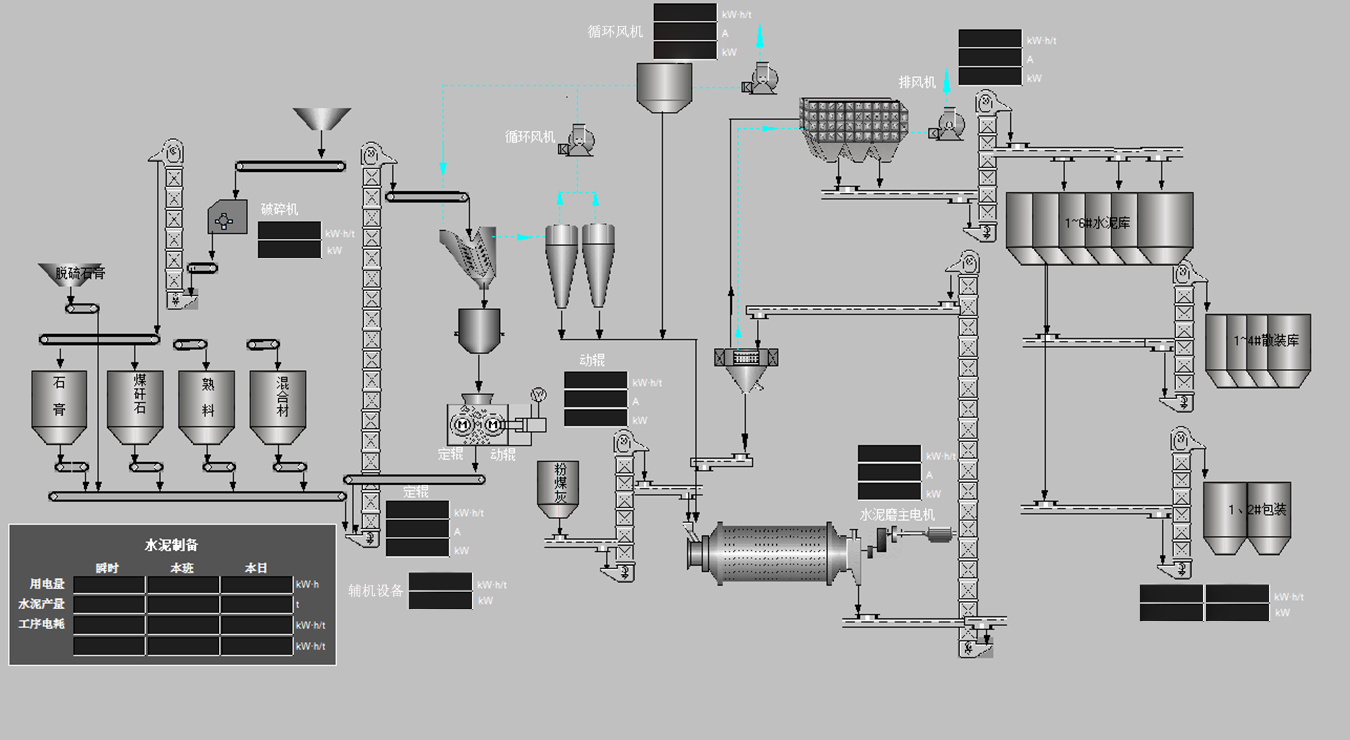 循环风机
kW·h/t
A
kW
排风机
kW·h/t
A
kW
循环风机
破碎机
kW·h/t
kW
脱硫石膏
1~6#水泥库
1~4#散装库
动辊
kW·h/t
A
kW
石膏
煤矸石
熟料
混合材
M
M
W
定辊
动辊
粉煤灰
定辊
kW·h/t
A
kW
kW·h/t
A
kW
水泥磨主电机
1、2#包装
辅机设备
kW·h/t
kW
kW·h/t
kW
水泥制备
瞬时 本班 本日
用电量 kW·h
水泥产量 t
工序电耗 kW·h/t
kW·h/t